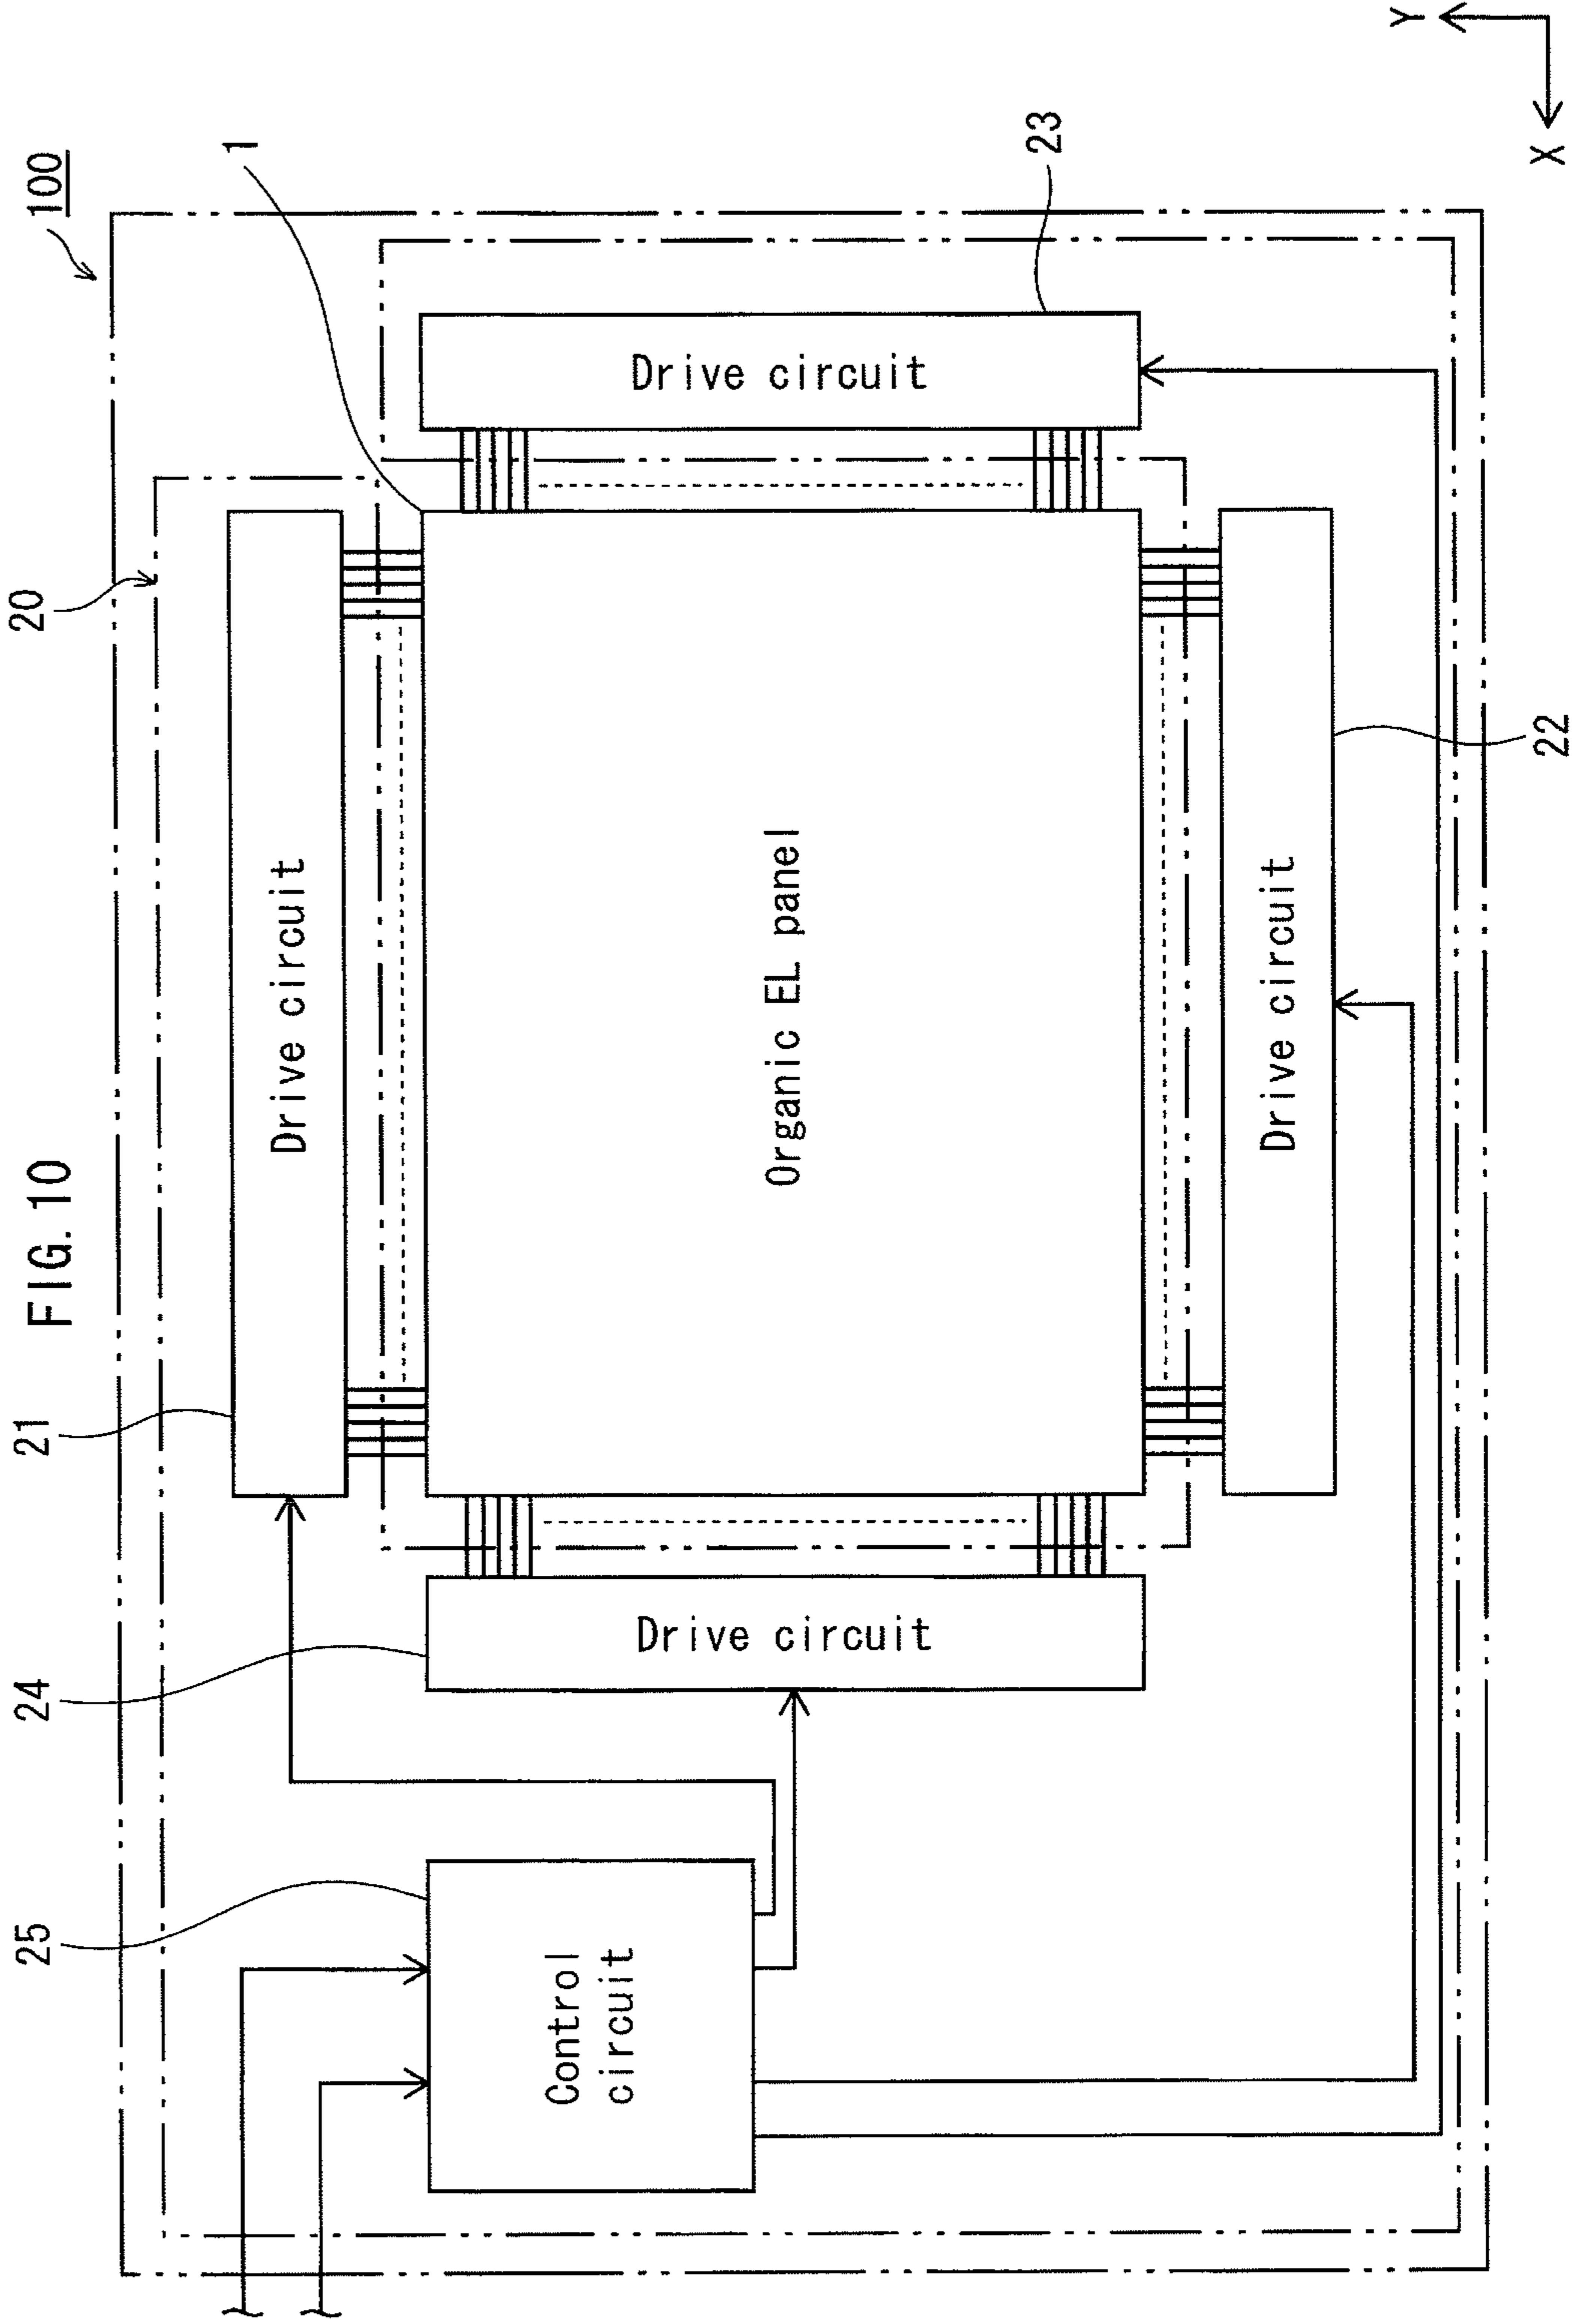 FIG. 10
100
20
21
24
25
1
23
22
Drive circuit
Drive circuit
Organic EL panel
Drive circuit
Drive circuit
Control
circuit
Y
X